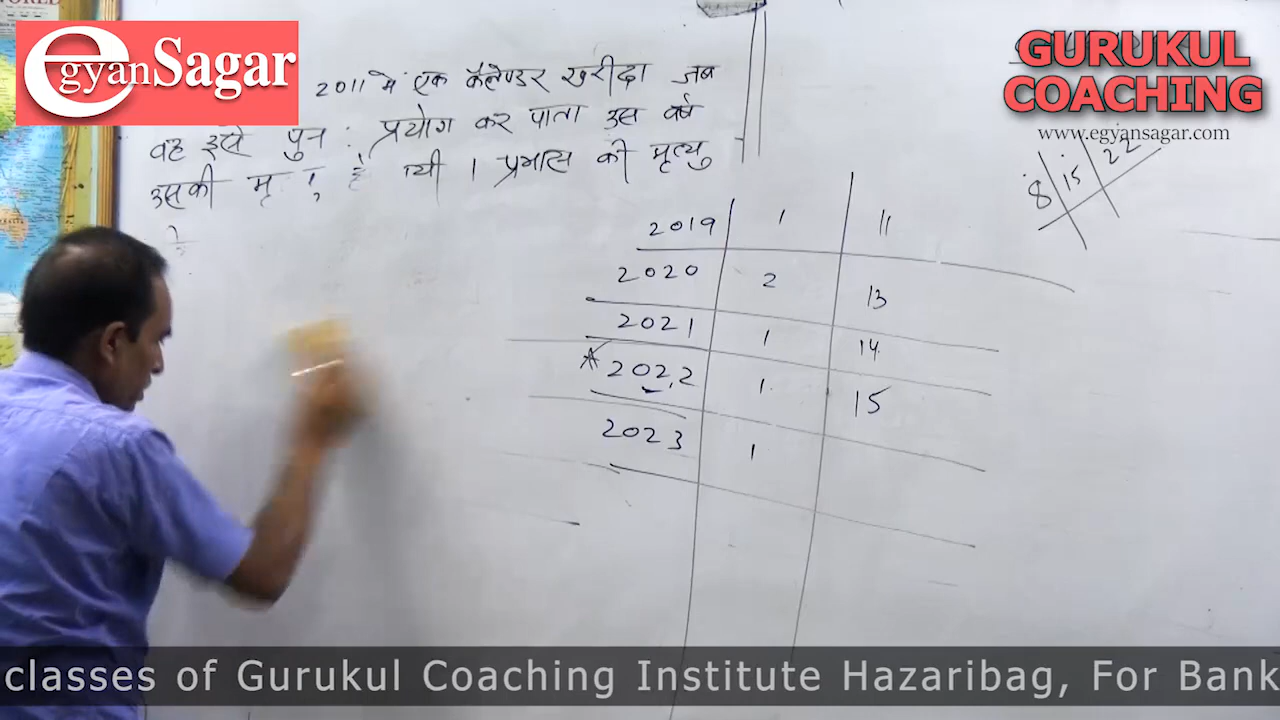 WORLD
egyanSagar
GURUKUL
COACHING
www.egyansagar.com
2011 में एक कैलेण्डर खरीदा जब
वह इसे पुन: प्रयोग कर पाता उस वर्ष
उसकी मृ है यी । प्रभास की मृत्यु
8 15 22
2019 1 11
2020 2 13
2021 1 14
2022 1 15
2023 1
classes of Gurukul Coaching Institute Hazaribag, For Bank